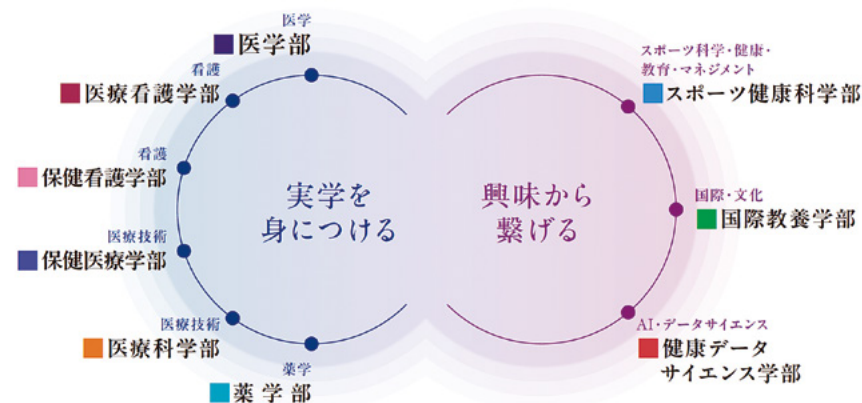 医学
医学部
看護
医療看護学部
看護
保健看護学部
医療技術
保健医療学部
医療技術
医療科学部
薬学
薬学部
実学を
身につける
興味から
繋げる
スポーツ科学・健康・
教育・マネジメント
スポーツ健康科学部
国際・文化
国際教養学部
AI・データサイエンス
健康データ
サイエンス学部